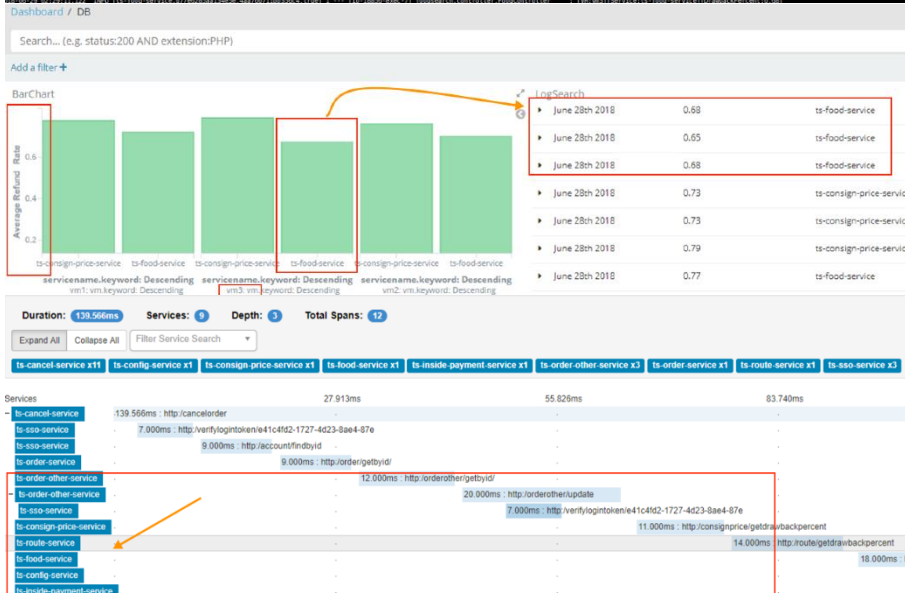 Dashboard / DB
Search... (e.g. status:200 AND extension:PHP)
Add a filter +
BarChart
LogSearch
Average Refund Rate
0.6
0.4
0.2
ts-consign-price-service ts-food-service ts-consign-price-service ts-food-service ts-consign-price-service ts-food-service
servicename.keyword: Descending servicename.keyword: Descending servicename.keyword: Descending
vm1: vm.keyword: Descending vm3: vm.keyword: Descending vm2: vm.keyword: Descending
June 28th 2018 0.68 ts-food-service
June 28th 2018 0.65 ts-food-service
June 28th 2018 0.68 ts-food-service
June 28th 2018 0.73 ts-consign-price-servic
June 28th 2018 0.73 ts-consign-price-servic
June 28th 2018 0.79 ts-consign-price-servic
June 28th 2018 0.77 ts-food-service
Duration: 139.566ms Services: 9 Depth: 3 Total Spans: 12
Expand All Collapse All Filter Service Search
ts-cancel-service x11 ts-config-service x1 ts-consign-price-service x1 ts-food-service x1 ts-inside-payment-service x1 ts-order-other-service x3 ts-order-service x1 ts-route-service x1 ts-sso-service x3
Services 27.913ms 55.826ms 83.740ms
ts-cancel-service 139.566ms : http:/cancelorder
ts-sso-service 7.000ms : http:/verifylogintoken/e41c4fd2-1727-4d23-8ae4-87e
ts-sso-service 9.000ms : http:/account/findbyid
ts-order-service 9.000ms : http:/order/getbyid/
ts-order-other-service 12.000ms : http:/orderother/getbyid/
ts-order-other-service 20.000ms : http:/orderother/update
ts-sso-service 7.000ms : http:/verifylogintoken/e41c4fd2-1727-4d23-8ae4-87e
ts-consign-price-service 11.000ms : http:/consignprice/getdrawbackpercent
ts-route-service 14.000ms : http:/route/getdrawbackpercent
ts-food-service 18.000ms :
ts-config-service
ts-inside-payment-service